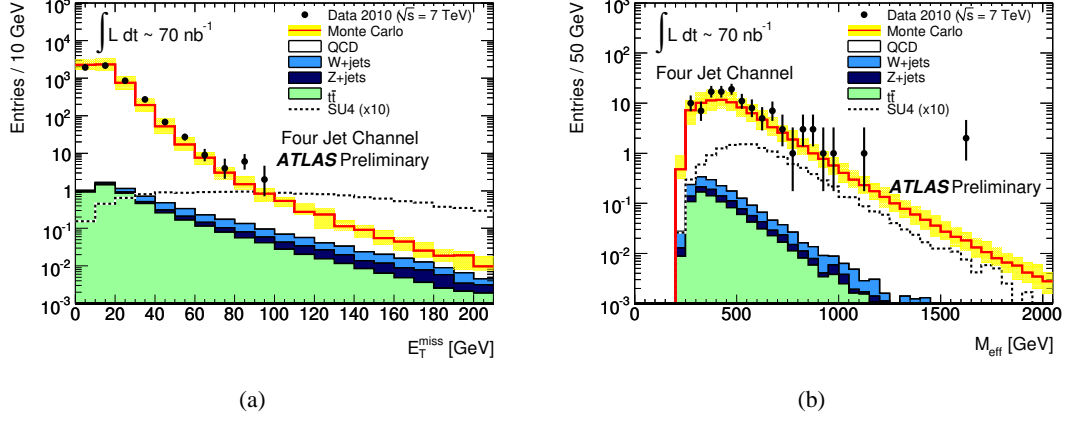 Entries / 10 GeV
10⁵
10⁴
10³
10²
10
1
10⁻¹
10⁻²
10⁻³
∫ L dt ~ 70 nb⁻¹
Data 2010 (√s = 7 TeV)
Monte Carlo
QCD
W+jets
Z+jets
tt̄
SU4 (x10)
Four Jet Channel
ATLAS Preliminary
0 20 40 60 80 100 120 140 160 180 200
E_T^miss [GeV]
(a)
Entries / 50 GeV
10³
10²
10
1
10⁻¹
10⁻²
10⁻³
∫ L dt ~ 70 nb⁻¹
Four Jet Channel
Data 2010 (√s = 7 TeV)
Monte Carlo
QCD
W+jets
Z+jets
tt̄
SU4 (x10)
ATLAS Preliminary
0 500 1000 1500 2000
M_eff [GeV]
(b)